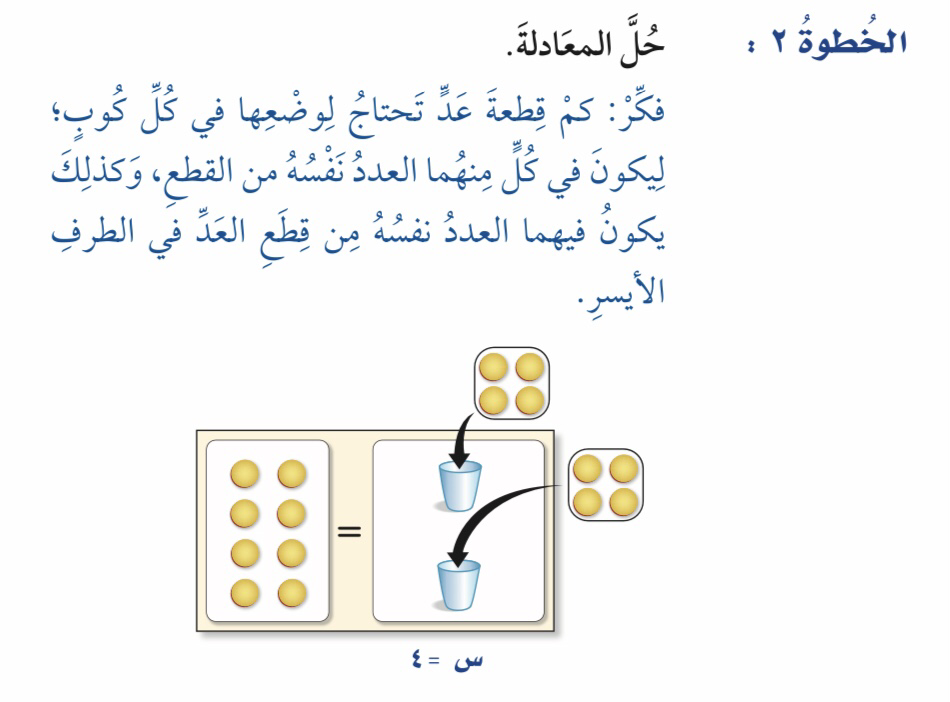 الخُطوةُ ٢ : حُلَّ المعَادلةَ.
فكِّرْ: كمْ قِطعةَ عَدٍّ تَحتاجُ لِوضْعِها في كُلِّ كُوبٍ؛
لِيكونَ في كُلٍّ مِنهُما العددُ نَفْسُهُ من القطعِ، وَكذلِكَ
يكونُ فيهما العددُ نفسُهُ مِن قِطَعِ العَدِّ في الطرفِ
الأيسرِ.
=
س = ٤